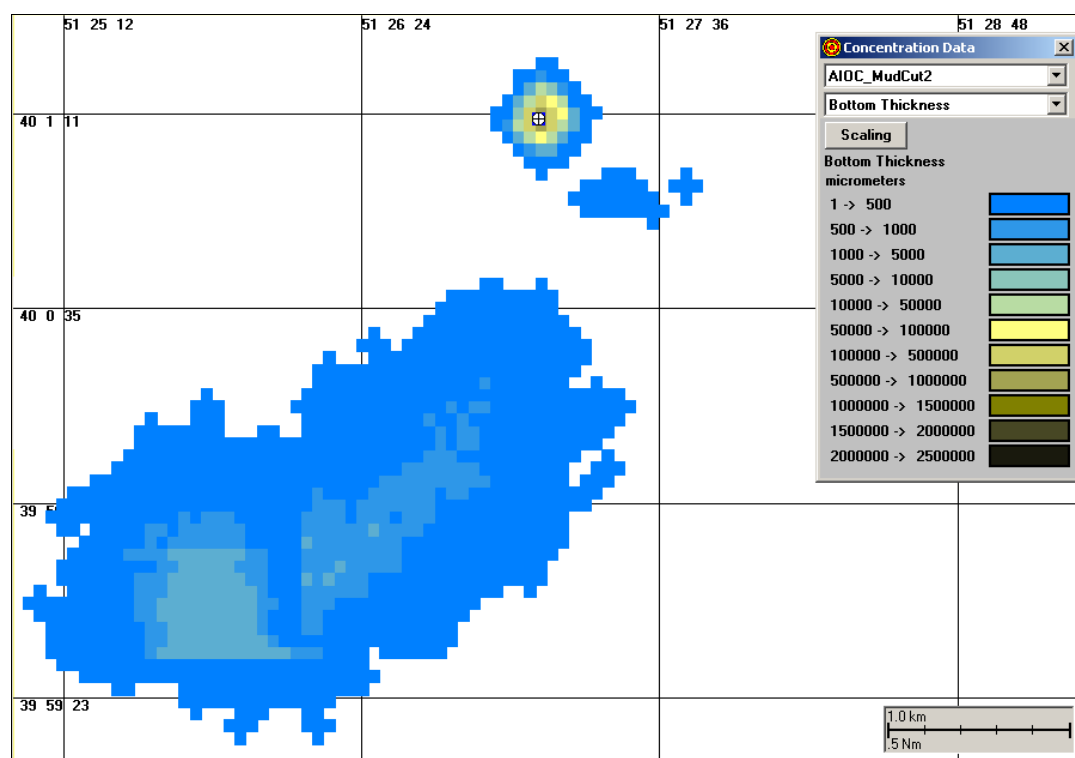 51 25 12
51 26 24
51 27 36
51 28 48
40 1 11
40 0 35
39 5
39 59 23
Concentration Data
AIOC_MudCut2
Bottom Thickness
Scaling
Bottom Thickness
micrometers
1 -> 500
500 -> 1000
1000 -> 5000
5000 -> 10000
10000 -> 50000
50000 -> 100000
100000 -> 500000
500000 -> 1000000
1000000 -> 1500000
1500000 -> 2000000
2000000 -> 2500000
1.0 km
.5 Nm